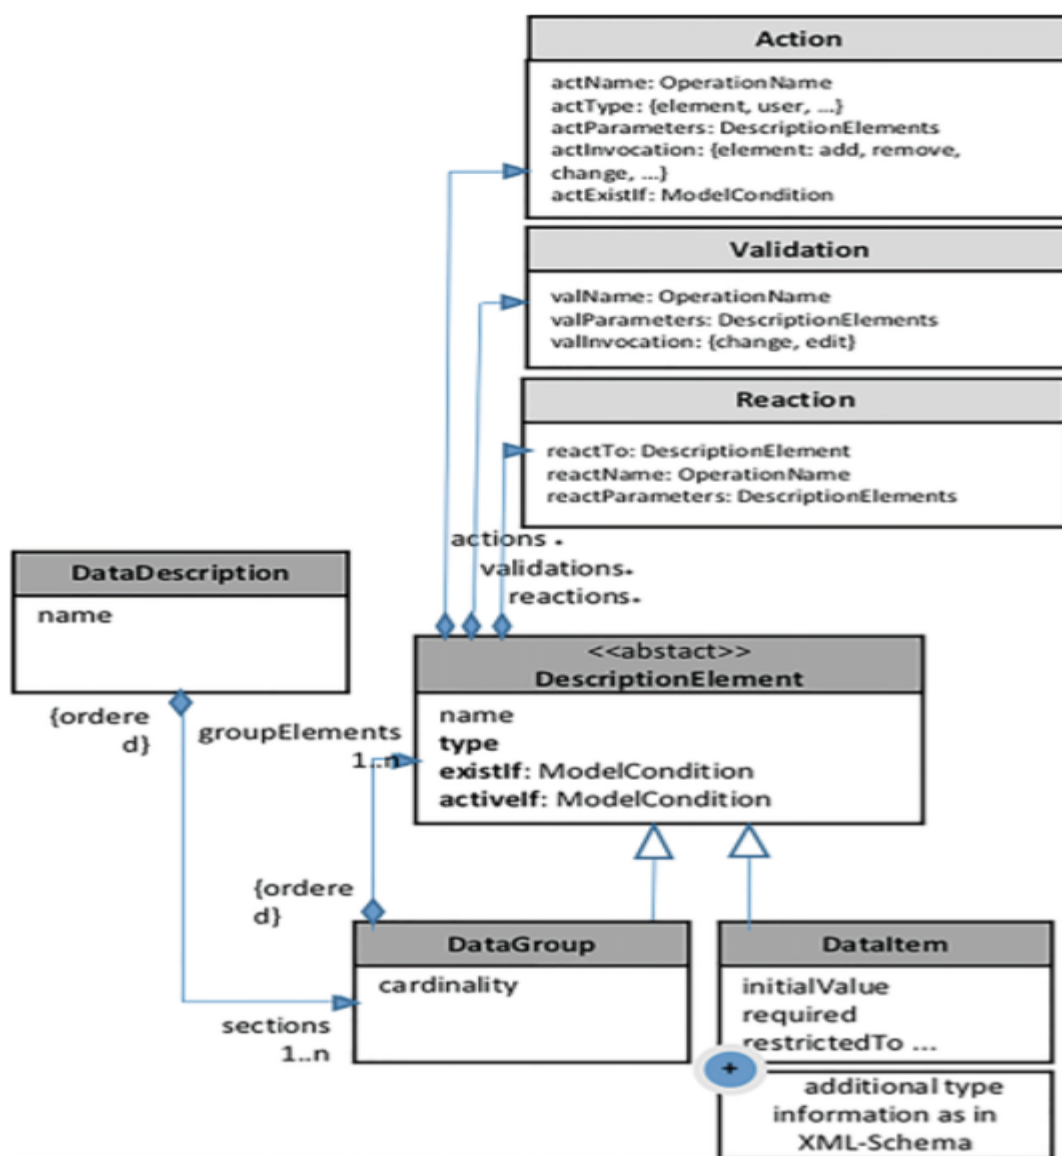 Action
actName: OperationName
actType: {element, user, ...}
actParameters: DescriptionElements
actInvocation: {element: add, remove,
change, ...}
actExistIf: ModelCondition
Validation
valName: OperationName
valParameters: DescriptionElements
valInvocation: {change, edit}
Reaction
reactTo: DescriptionElement
reactName: OperationName
reactParameters: DescriptionElements
actions *
validations*
reactions*
DataDescription
name
<<abstact>>
DescriptionElement
name
type
existIf: ModelCondition
activeIf: ModelCondition
{ordere
d}
groupElements
1..n
{ordere
d}
DataGroup
cardinality
sections
1..n
DataItem
initialValue
required
restrictedTo ...
+
additional type
information as in
XML-Schema